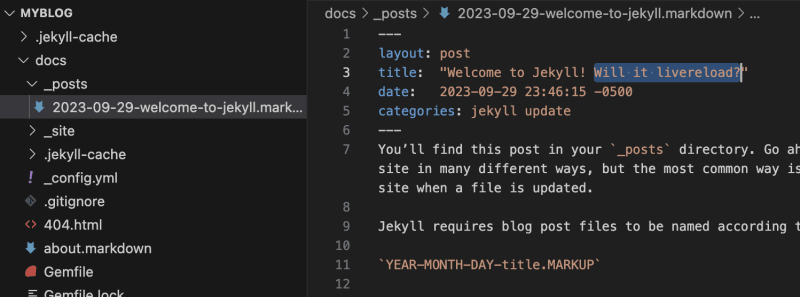 MYBLOG
.jekyll-cache
docs
_posts
2023-09-29-welcome-to-jekyll.mark...
_site
.jekyll-cache
_config.yml
.gitignore
404.html
about.markdown
Gemfile
Gemfile.lock
docs > _posts > 2023-09-29-welcome-to-jekyll.markdown > ...
1 ---
2 layout: post
3 title:  "Welcome to Jekyll! Will it livereload?"
4 date:   2023-09-29 23:46:15 -0500
5 categories: jekyll update
6 ---
7 You’ll find this post in your `_posts` directory. Go ah
site in many different ways, but the most common way is
site when a file is updated.
8
9 Jekyll requires blog post files to be named according t
10
11 `YEAR-MONTH-DAY-title.MARKUP`
12